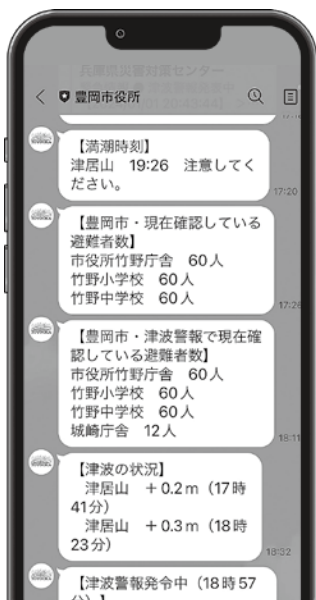 兵庫県災害対策センター
豊岡市役所
【満潮時刻】
津居山 19:26 注意してく
ださい。
17:20
【豊岡市・現在確認している
避難者数】
市役所竹野庁舎 60人
竹野小学校 60人
竹野中学校 60人
17:26
【豊岡市・津波警報で現在確
認している避難者数】
市役所竹野庁舎 60人
竹野小学校 60人
竹野中学校 60人
城崎庁舎 12人
18:11
【津波の状況】
津居山 +0.2m(17時
41分)
津居山 +0.3m(18時
23分)
18:32
【津波警報発令中(18時57